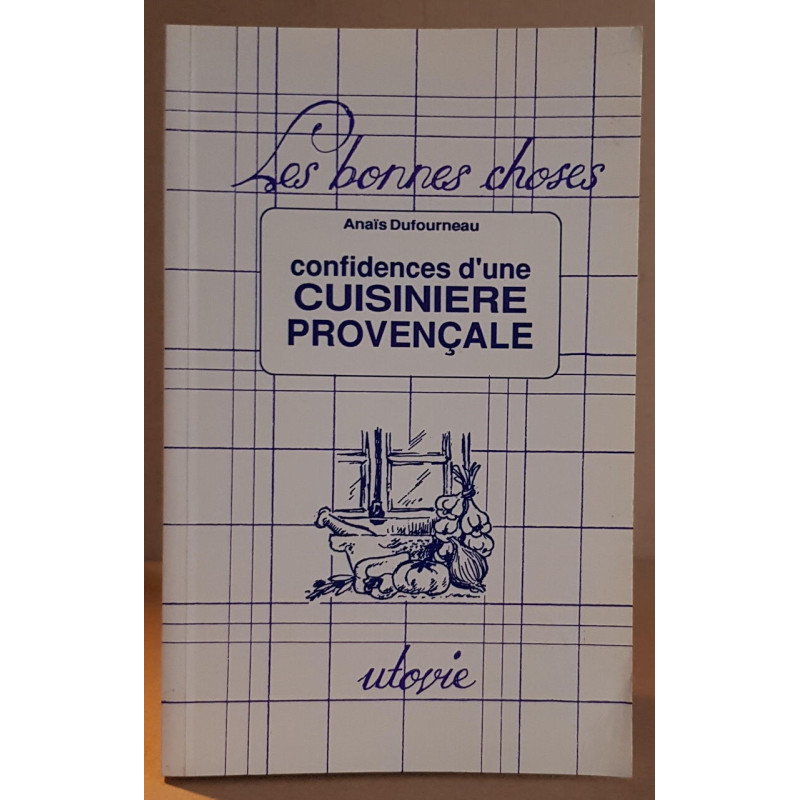 Les bonnes choses
Anaïs Dufourneau
confidences d'une
CUISINIERE
PROVENÇALE
utovie